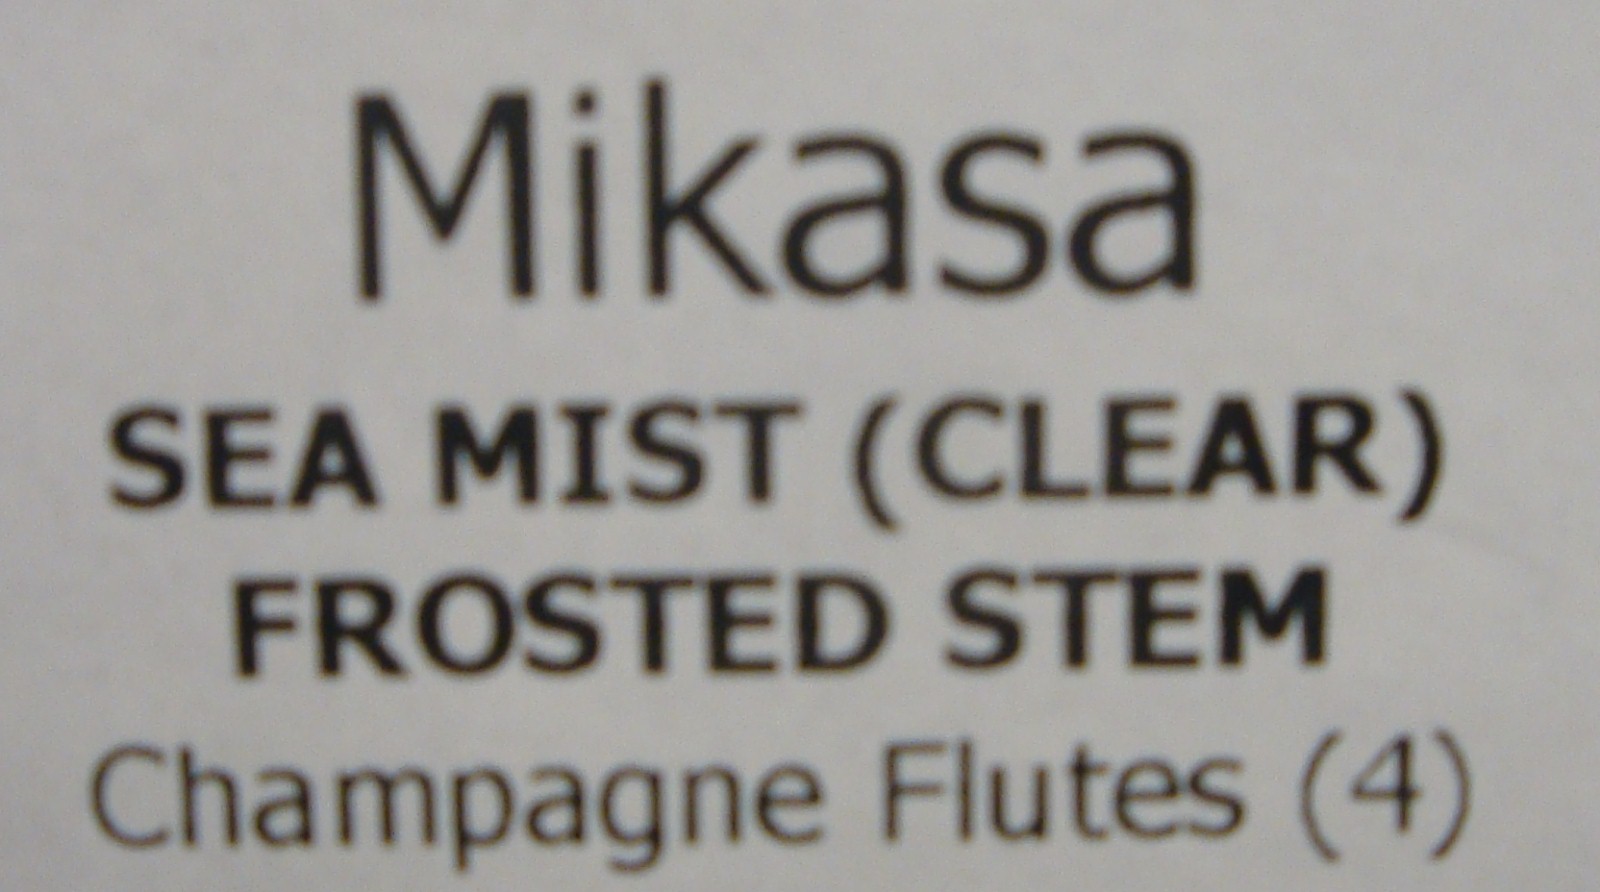 Mikasa
SEA MIST (CLEAR)
FROSTED STEM
Champagne Flutes (4)